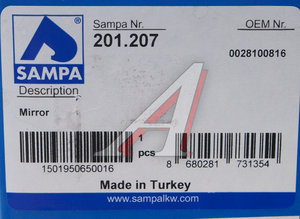 Sampa Nr.
OEM Nr.
201.207
0028100816
SAMPA
Description
Mirror
1
pcs
1501950650016
8 680281 731354
Made in Turkey
www.sampalkw.com